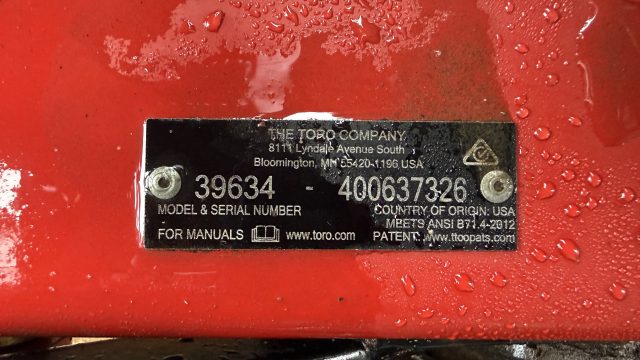 THE TORO COMPANY
8111 Lyndale Avenue South
Bloomington, MN 55420-1196 USA
39634 - 400637326
MODEL & SERIAL NUMBER
COUNTRY OF ORIGIN: USA
MEETS ANSI B71.4-2012
FOR MANUALS www.toro.com
PATENT: www.ttcopats.com